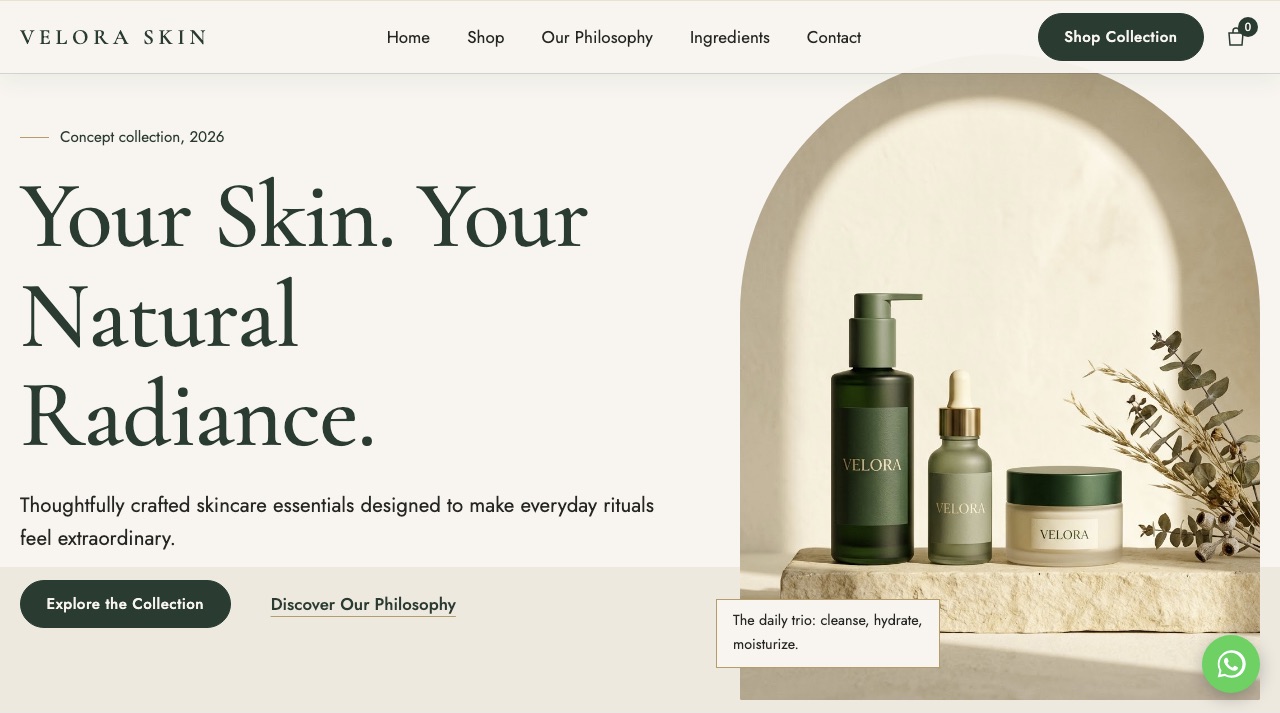 VELORA SKIN
Home
Shop
Our Philosophy
Ingredients
Contact
Shop Collection
0
Concept collection, 2026
Your Skin. Your
Natural
Radiance.
Thoughtfully crafted skincare essentials designed to make everyday rituals
feel extraordinary.
Explore the Collection
Discover Our Philosophy
VELORA
VELORA
VELORA
The daily trio: cleanse, hydrate,
moisturize.